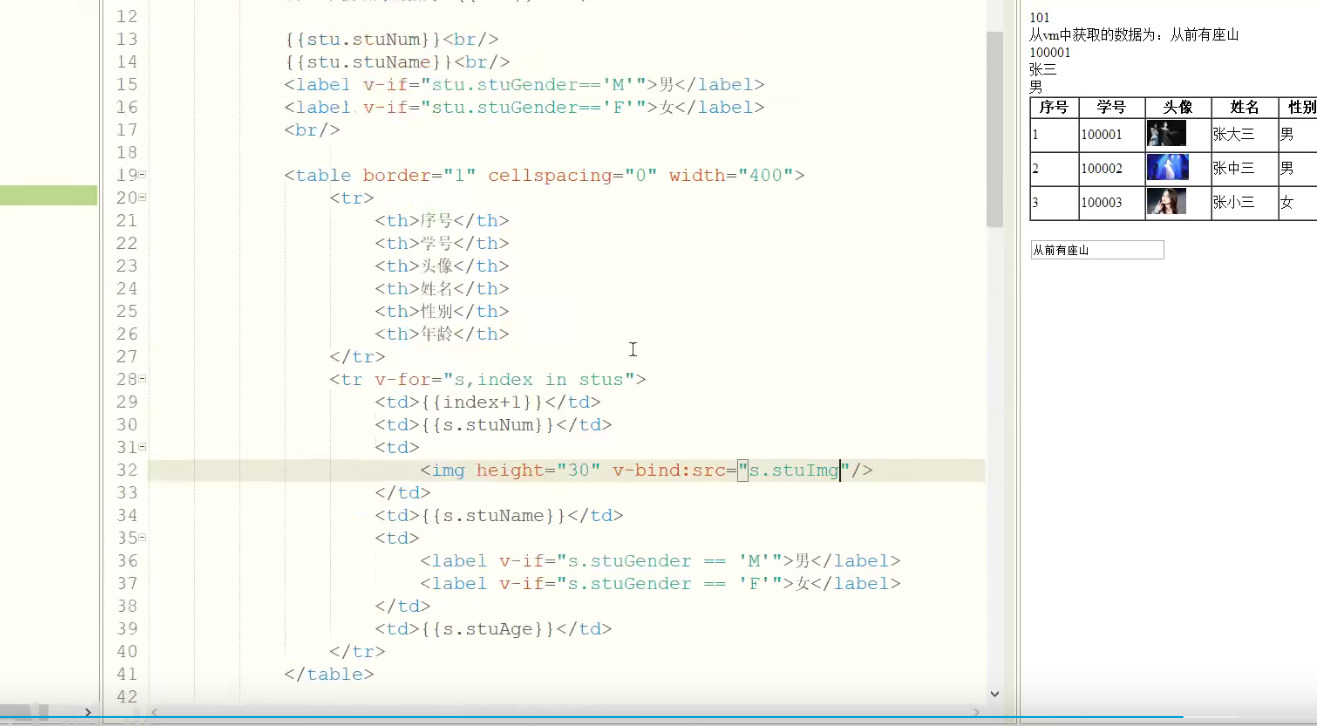 12
13 {{stu.stuNum}}<br/>
14 {{stu.stuName}}<br/>
15 <label v-if="stu.stuGender=='M'">男</label>
16 <label v-if="stu.stuGender=='F'">女</label>
17 <br/>
18
19 <table border="1" cellspacing="0" width="400">
20 <tr>
21 <th>序号</th>
22 <th>学号</th>
23 <th>头像</th>
24 <th>姓名</th>
25 <th>性别</th>
26 <th>年龄</th>
27 </tr>
28 <tr v-for="s,index in stus">
29 <td>{{index+1}}</td>
30 <td>{{s.stuNum}}</td>
31 <td>
32 <img height="30" v-bind:src="s.stuImg"/>
33 </td>
34 <td>{{s.stuName}}</td>
35 <td>
36 <label v-if="s.stuGender == 'M'">男</label>
37 <label v-if="s.stuGender == 'F'">女</label>
38 </td>
39 <td>{{s.stuAge}}</td>
40 </tr>
41 </table>
42
101
从vm中获取的数据为：从前有座山
100001
张三
男
序号 学号 头像 姓名 性别
1 100001 张大三 男
2 100002 张中三 男
3 100003 张小三 女
从前有座山